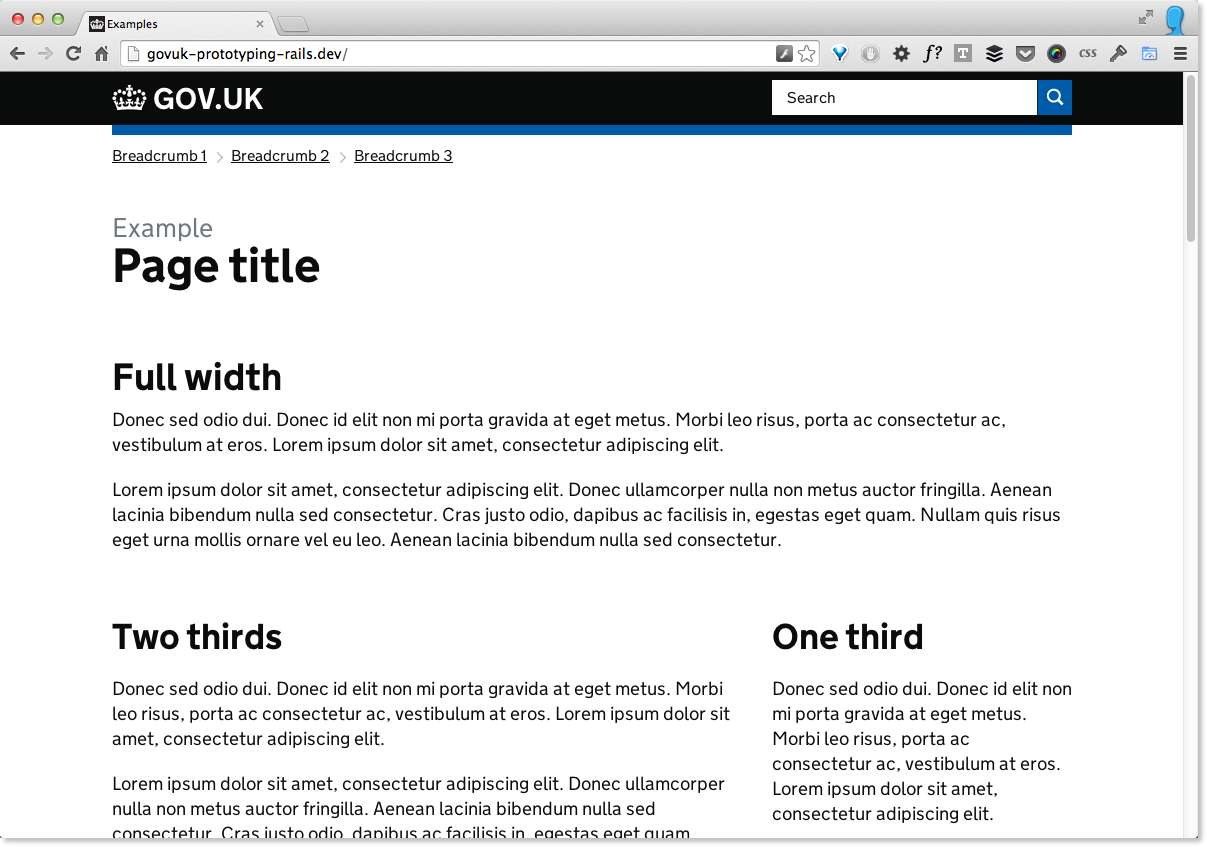 Examples
govuk-prototyping-rails.dev/
f?
T
css
GOV.UK
Search
Breadcrumb 1 Breadcrumb 2 Breadcrumb 3
Example
Page title
Full width
Donec sed odio dui. Donec id elit non mi porta gravida at eget metus. Morbi leo risus, porta ac consectetur ac,
vestibulum at eros. Lorem ipsum dolor sit amet, consectetur adipiscing elit.
Lorem ipsum dolor sit amet, consectetur adipiscing elit. Donec ullamcorper nulla non metus auctor fringilla. Aenean
lacinia bibendum nulla sed consectetur. Cras justo odio, dapibus ac facilisis in, egestas eget quam. Nullam quis risus
eget urna mollis ornare vel eu leo. Aenean lacinia bibendum nulla sed consectetur.
Two thirds
Donec sed odio dui. Donec id elit non mi porta gravida at eget metus. Morbi
leo risus, porta ac consectetur ac, vestibulum at eros. Lorem ipsum dolor sit
amet, consectetur adipiscing elit.
Lorem ipsum dolor sit amet, consectetur adipiscing elit. Donec ullamcorper
nulla non metus auctor fringilla. Aenean lacinia bibendum nulla sed
consectetur. Cras justo odio, dapibus ac facilisis in, egestas eget quam.
One third
Donec sed odio dui. Donec id elit non
mi porta gravida at eget metus.
Morbi leo risus, porta ac
consectetur ac, vestibulum at eros.
Lorem ipsum dolor sit amet,
consectetur adipiscing elit.